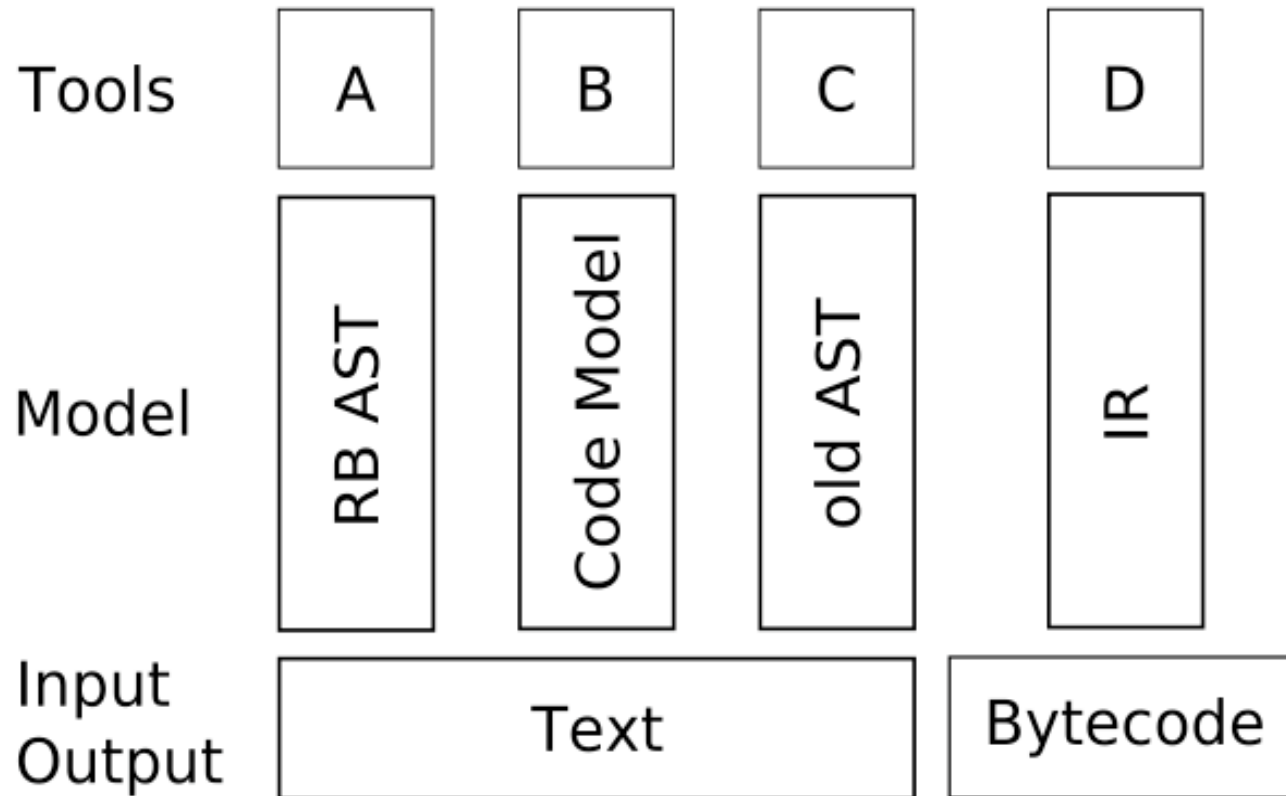 Tools
A
B
C
D
Model
RB AST
Code Model
old AST
IR
Input
Output
Text
Bytecode